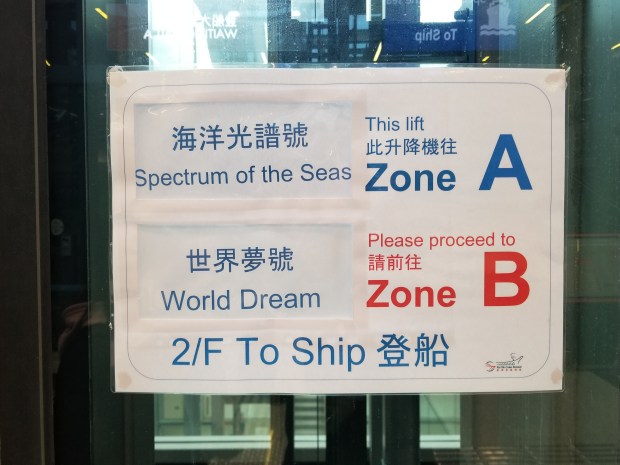 To Ship
海洋光譜號
Spectrum of the Seas
This lift
此升降機往
Zone A
世界夢號
World Dream
Please proceed to
請前往
Zone B
2/F To Ship 登船